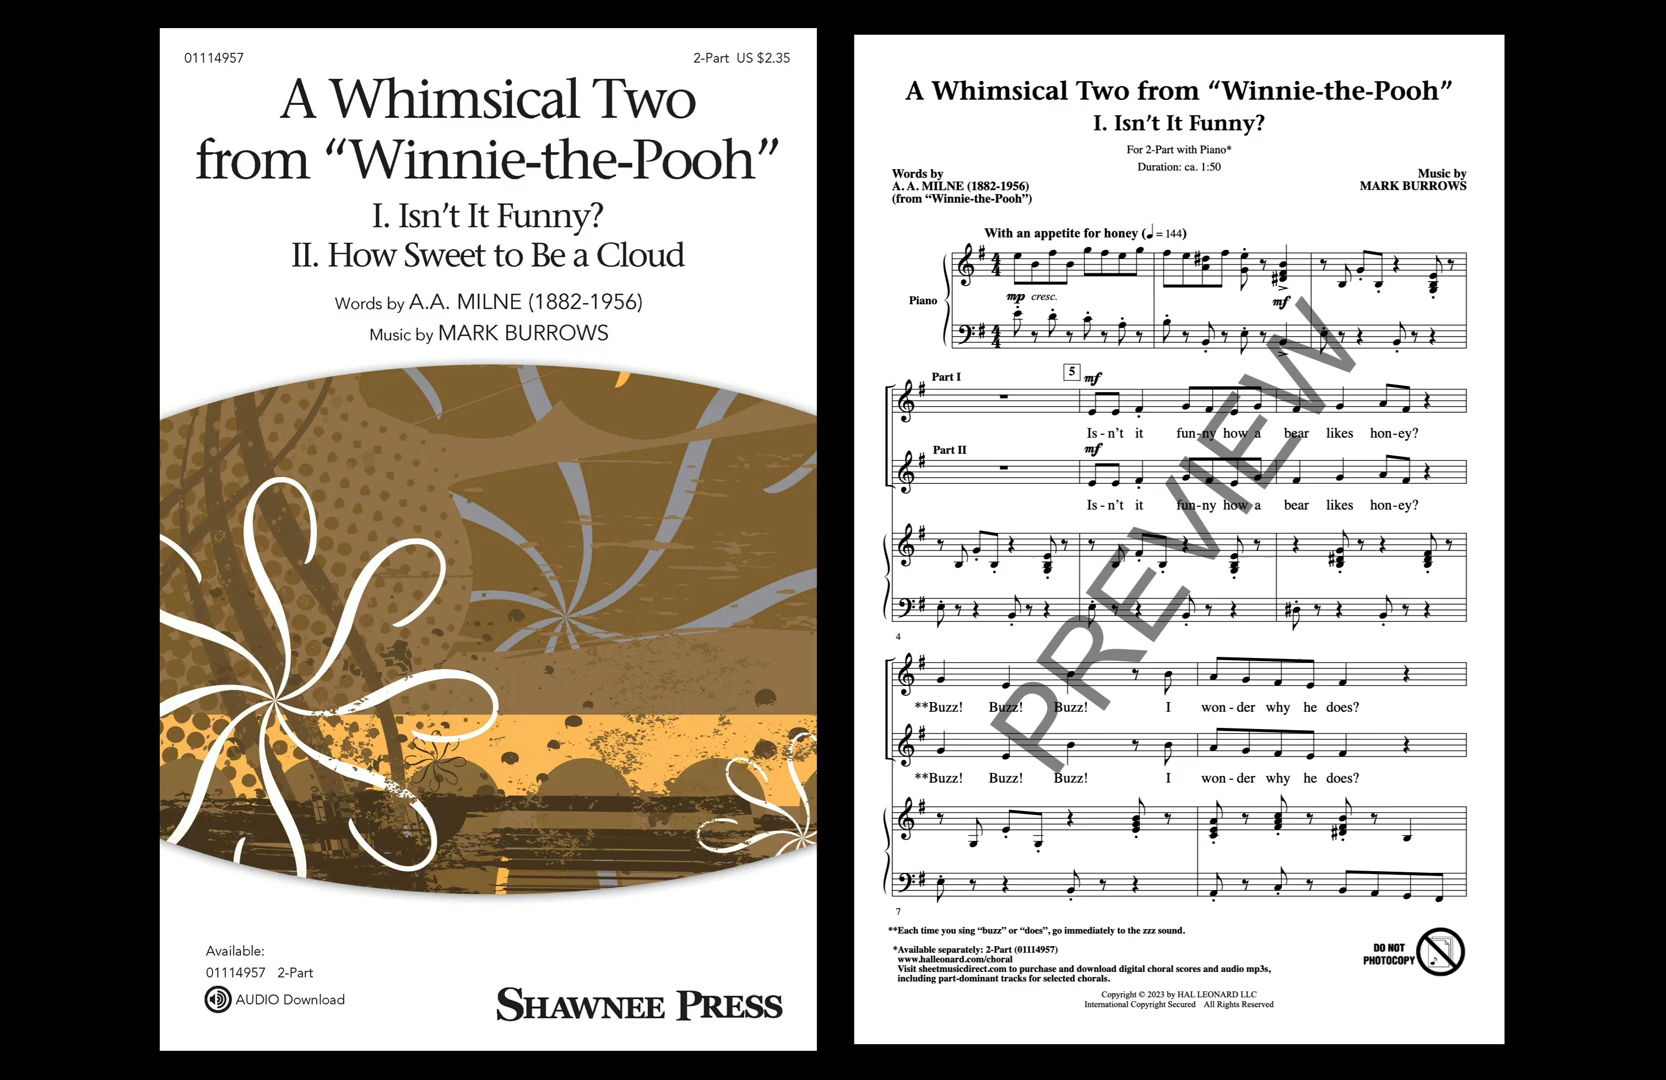 01114957
2-Part US $2.35
A Whimsical Two
from “Winnie-the-Pooh”
I. Isn’t It Funny?
II. How Sweet to Be a Cloud
Words by A.A. MILNE (1882-1956)
Music by MARK BURROWS
Available:
01114957 2-Part
AUDIO Download
SHAWNEE PRESS
A Whimsical Two from “Winnie-the-Pooh”
I. Isn’t It Funny?
For 2-Part with Piano*
Duration: ca. 1:50
Words by
A. A. MILNE (1882-1956)
(from “Winnie-the-Pooh”)
Music by
MARK BURROWS
With an appetite for honey (♩ = 144)
Piano
mp cresc.
mf
Part I
5
mf
Is - n’t it fun-ny how a bear likes hon-ey?
Part II
mf
Is - n’t it fun-ny how a bear likes honey?
4
**Buzz! Buzz! Buzz! I won - der why he does?
**Buzz! Buzz! Buzz! I won - der why he does?
7
**Each time you sing “buzz” or “does”, go immediately to the zzz sound.
*Available separately: 2-Part (01114957)
www.halleonard.com/choral
Visit sheetmusicdirect.com to purchase and download digital choral scores and audio mp3s,
including part-dominant tracks for selected chorals.
DO NOT
PHOTOCOPY
Copyright © 2023 by HAL LEONARD LLC
International Copyright Secured All Rights Reserved
PREVIEW